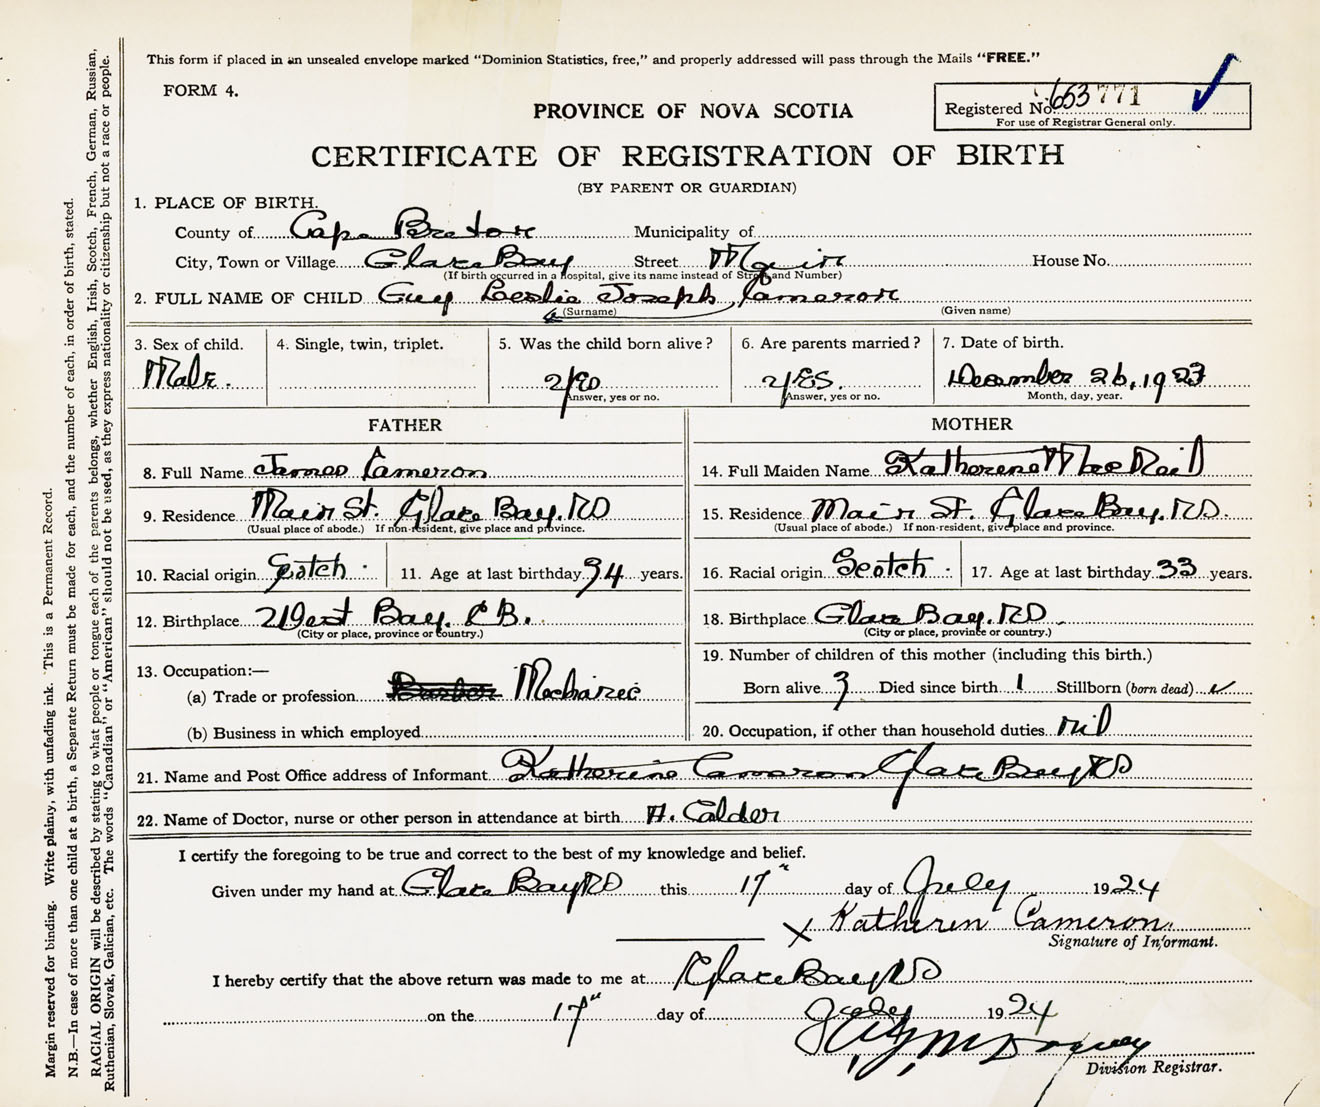 This form if placed in an unsealed envelope marked "Dominion Statistics, free," and properly addressed will pass through the Mails "FREE."
FORM 4.
PROVINCE OF NOVA SCOTIA
Registered No. 653771
For use of Registrar General only.
CERTIFICATE OF REGISTRATION OF BIRTH
(BY PARENT OR GUARDIAN)
1. PLACE OF BIRTH.
County of Cape Breton Municipality of
City, Town or Village Glace Bay Street Main House No.
(If birth occurred in a hospital, give its name instead of Street and Number)
2. FULL NAME OF CHILD Guy Leslie Joseph Cameron
(Surname) (Given name)
3. Sex of child. 4. Single, twin, triplet. 5. Was the child born alive? 6. Are parents married? 7. Date of birth.
Male. Yes YES. December 26, 1923
Answer, yes or no. Answer, yes or no. Month, day, year.
FATHER MOTHER
8. Full Name James Cameron 14. Full Maiden Name Katherine MacNeil
9. Residence Main St. Glace Bay. NS 15. Residence Main St. Glace Bay. NS.
(Usual place of abode.) If non-resident, give place and province. (Usual place of abode.) If non-resident, give place and province.
10. Racial origin Scotch 11. Age at last birthday 34 years. 16. Racial origin Scotch 17. Age at last birthday 33 years.
12. Birthplace West Bay. CB. 18. Birthplace Glace Bay. NS
(City or place, province or country.) (City or place, province or country.)
13. Occupation:— 19. Number of children of this mother (including this birth.)
(a) Trade or profession Barber Mechanic Born alive 3 Died since birth 1 Stillborn (born dead) ✓
(b) Business in which employed 20. Occupation, if other than household duties Nil
21. Name and Post Office address of Informant Katherine Cameron Glace Bay NS
22. Name of Doctor, nurse or other person in attendance at birth A. Calder
I certify the foregoing to be true and correct to the best of my knowledge and belief.
Given under my hand at Glace Bay NS this 17" day of July 1924
X Katherin Cameron.
Signature of Informant.
I hereby certify that the above return was made to me at Glace Bay NS
on the 17" day of July 1924
Division Registrar.
Margin reserved for binding. Write plainly, with unfading ink. This is a Permanent Record.
N.B.—In case of more than one child at a birth, a Separate Return must be made for each, and the number of each, in order of birth, stated.
RACIAL ORIGIN will be described by stating to what people or tongue each of the parents belongs, whether English, Irish, Scotch, French, German, Russian,
Ruthenian, Slovak, Galician, etc. The words "Canadian" or "American" should not be used, as they express nationality or citizenship but not a race or people.